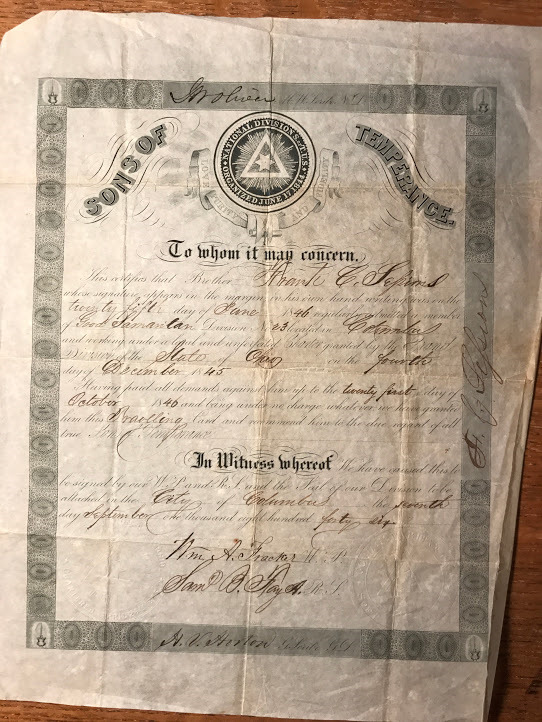 SONS OF TEMPERANCE.
NATIONAL DIVISION S. of T. U.S.
ORGANIZED JUNE 17. 1844.
LOVE PURITY AND FIDELITY
To whom it may concern.
This certifies that Brother Frank C. Sessions
whose signature appears in the margin in his own hand writing was on the
twenty fifth day of June 1846 regularly admitted a member
of Good Samaritan Division No. 23 located in Columbus
and working under a legal and unforfeited Charter granted by the Grand
Division of the State of Ohio on the fourth
day of December 1845
Having paid all demands against him up to the twenty first day of
October 1846 and being under no charge whatever we have granted
him this Travelling Card and recommend him to the due regard of all
true Sons of Temperance
In Witness whereof We have caused this to
be signed by our W.P. and R.S. and the Seal of our Division to be
attached in the City of Columbus on the seventh
day September One thousand eight hundred forty six
Wm. A. W.P.
Saml. B. R.S.
F. C. Sessions